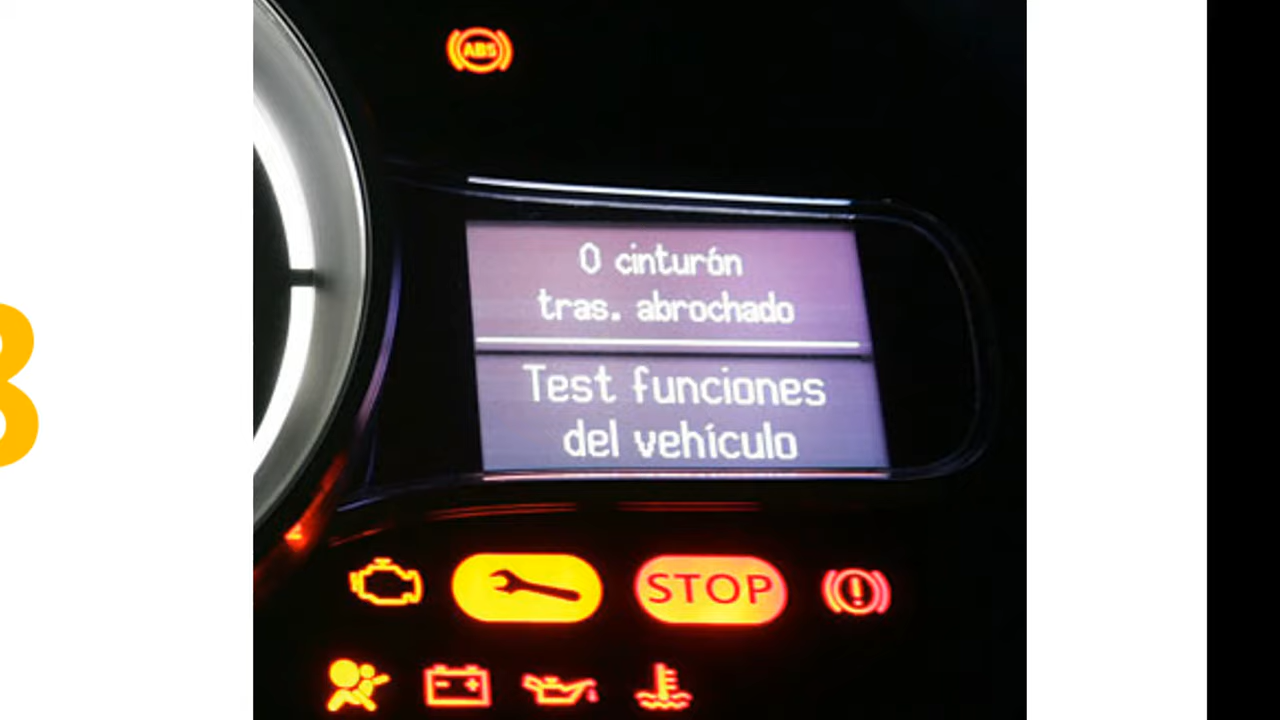 ABS
0 cinturón
tras. abrochado
Test funciones
del vehículo
STOP